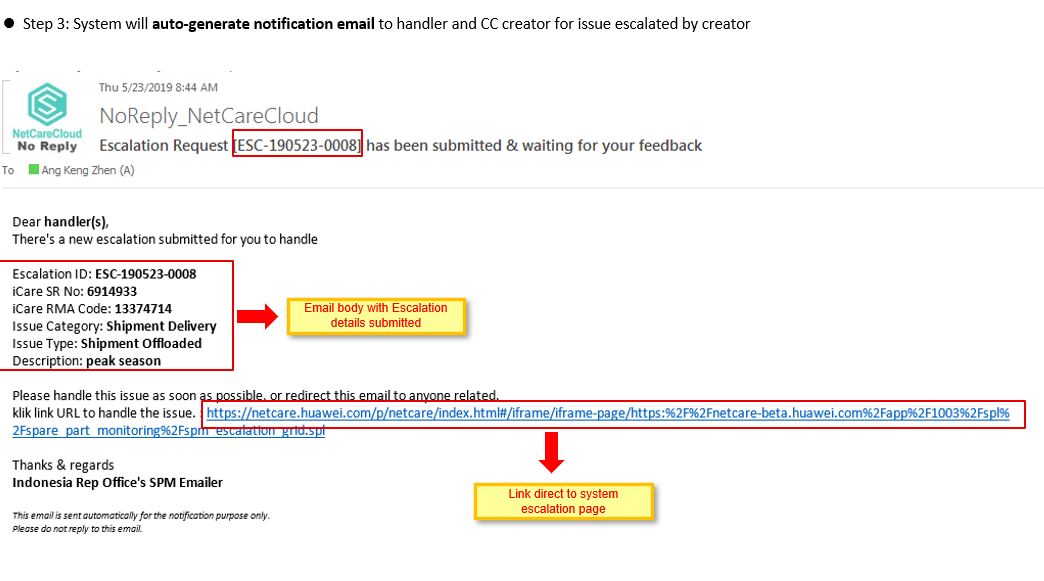 ● Step 3: System will auto-generate notification email to handler and CC creator for issue escalated by creator
Thu 5/23/2019 8:44 AM
NoReply_NetCareCloud
NetCareCloud
No Reply
Escalation Request [ESC-190523-0008] has been submitted & waiting for your feedback
To Ang Keng Zhen (A)
Dear handler(s),
There's a new escalation submitted for you to handle
Escalation ID: ESC-190523-0008
iCare SR No: 6914933
iCare RMA Code: 13374714
Issue Category: Shipment Delivery
Issue Type: Shipment Offloaded
Description: peak season
Email body with Escalation
details submitted
Please handle this issue as soon as possible, or redirect this email to anyone related.
klik link URL to handle the issue. : https://netcare.huawei.com/p/netcare/index.html#/iframe/iframe-page/https:%2F%2Fnetcare-beta.huawei.com%2Fapp%2F1003%2Fspl%
2Fspare_part_monitoring%2Fspm_escalation_grid.spl
Thanks & regards
Indonesia Rep Office's SPM Emailer
Link direct to system
escalation page
This email is sent automatically for the notification purpose only.
Please do not reply to this email.